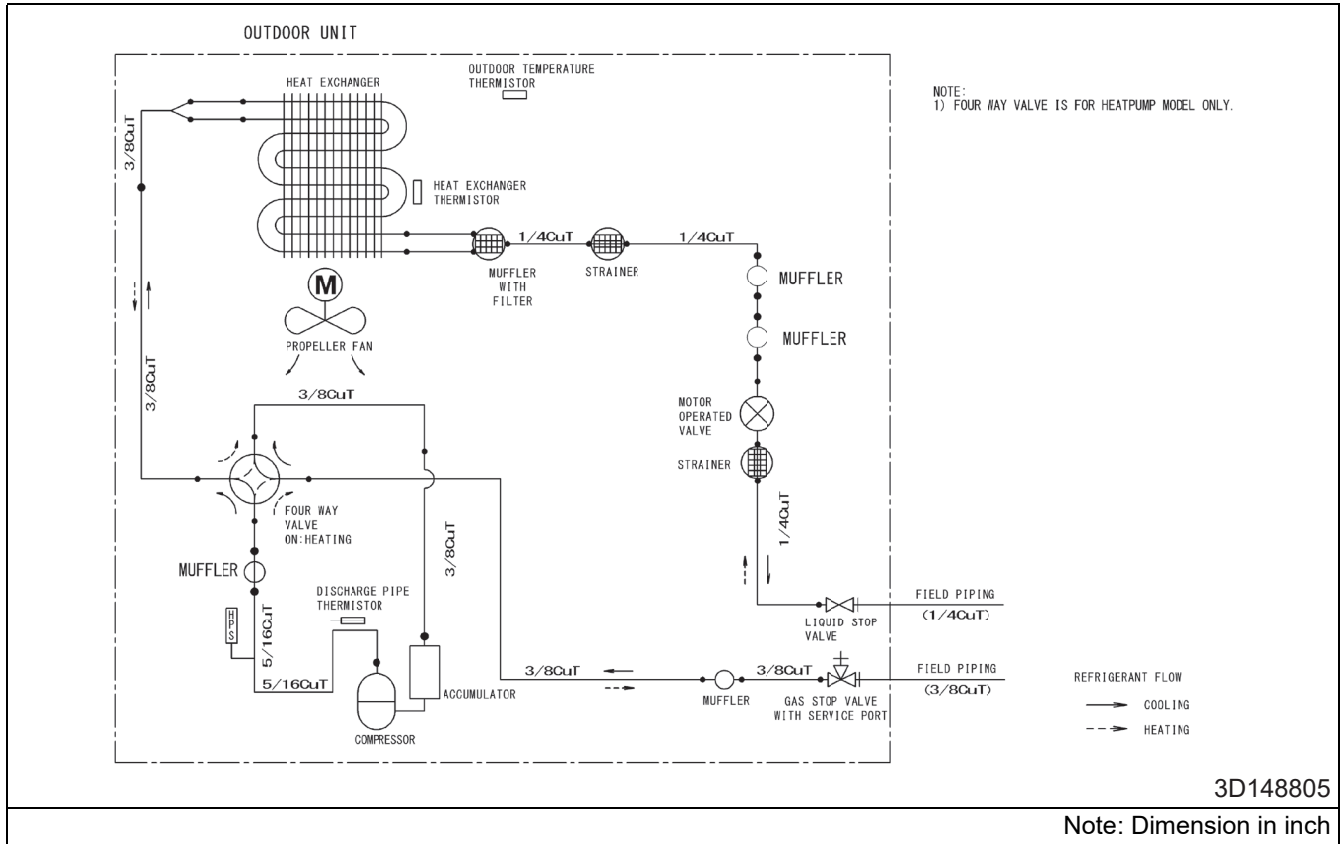 OUTDOOR UNIT
HEAT EXCHANGER
OUTDOOR TEMPERATURE
THERMISTOR
NOTE:
1) FOUR WAY VALVE IS FOR HEATPUMP MODEL ONLY.
3/8CuT
HEAT EXCHANGER
THERMISTOR
1/4CuT
1/4CuT
MUFFLER
WITH
FILTER
STRAINER
MUFFLER
M
MUFFLER
PROPELLER FAN
3/8CuT
3/8CuT
MOTOR
OPERATED
VALVE
STRAINER
FOUR WAY
VALVE
ON:HEATING
1/4CuT
3/8CuT
MUFFLER
DISCHARGE PIPE
THERMISTOR
HPS
5/16CuT
5/16CuT
FIELD PIPING
(1/4CuT)
LIQUID STOP
VALVE
ACCUMULATOR
COMPRESSOR
3/8CuT
3/8CuT
MUFFLER
GAS STOP VALVE
WITH SERVICE PORT
FIELD PIPING
(3/8CuT)
REFRIGERANT FLOW
COOLING
HEATING
3D148805
Note: Dimension in inch